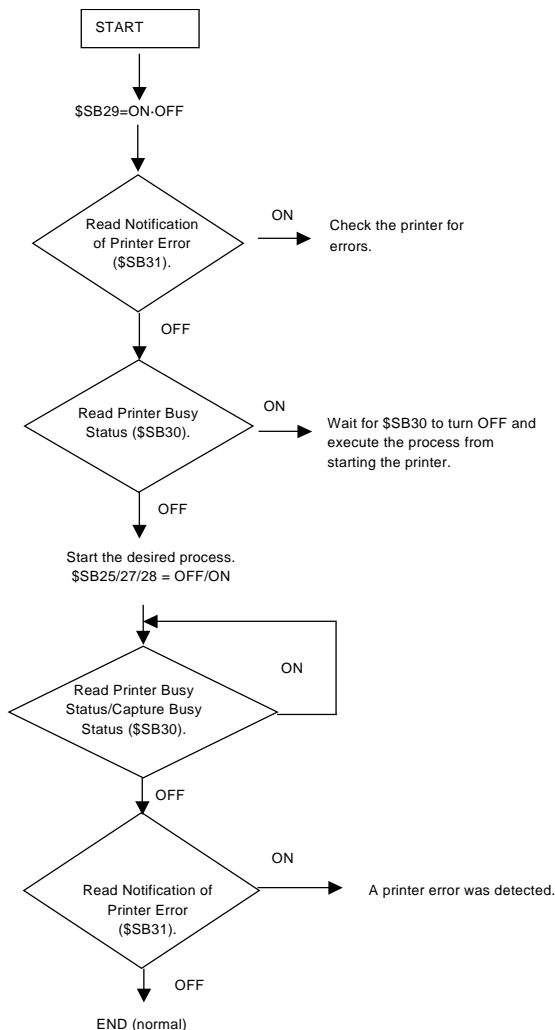 START
$SB29=ON·OFF
Read Notification
of Printer Error
($SB31).
ON
Check the printer for
errors.
OFF
Read Printer Busy
Status ($SB30).
ON
Wait for $SB30 to turn OFF and
execute the process from
starting the printer.
OFF
Start the desired process.
$SB25/27/28 = OFF/ON
ON
Read Printer Busy
Status/Capture Busy
Status ($SB30).
OFF
ON
Read Notification of
Printer Error
($SB31).
A printer error was detected.
OFF
END (normal)